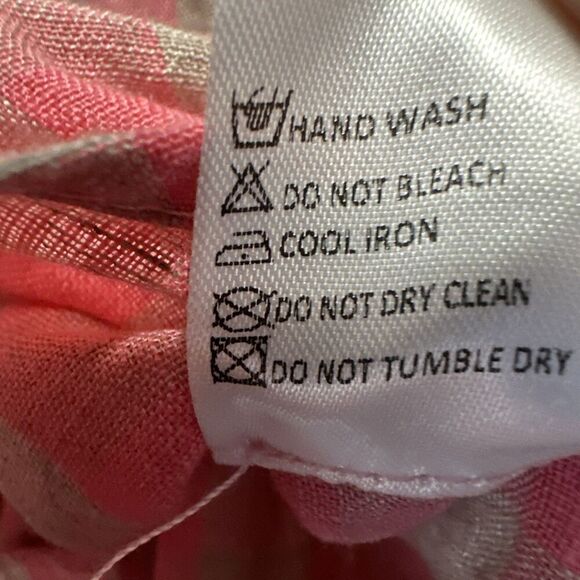 HAND WASH
DO NOT BLEACH
COOL IRON
DO NOT DRY CLEAN
DO NOT TUMBLE DRY